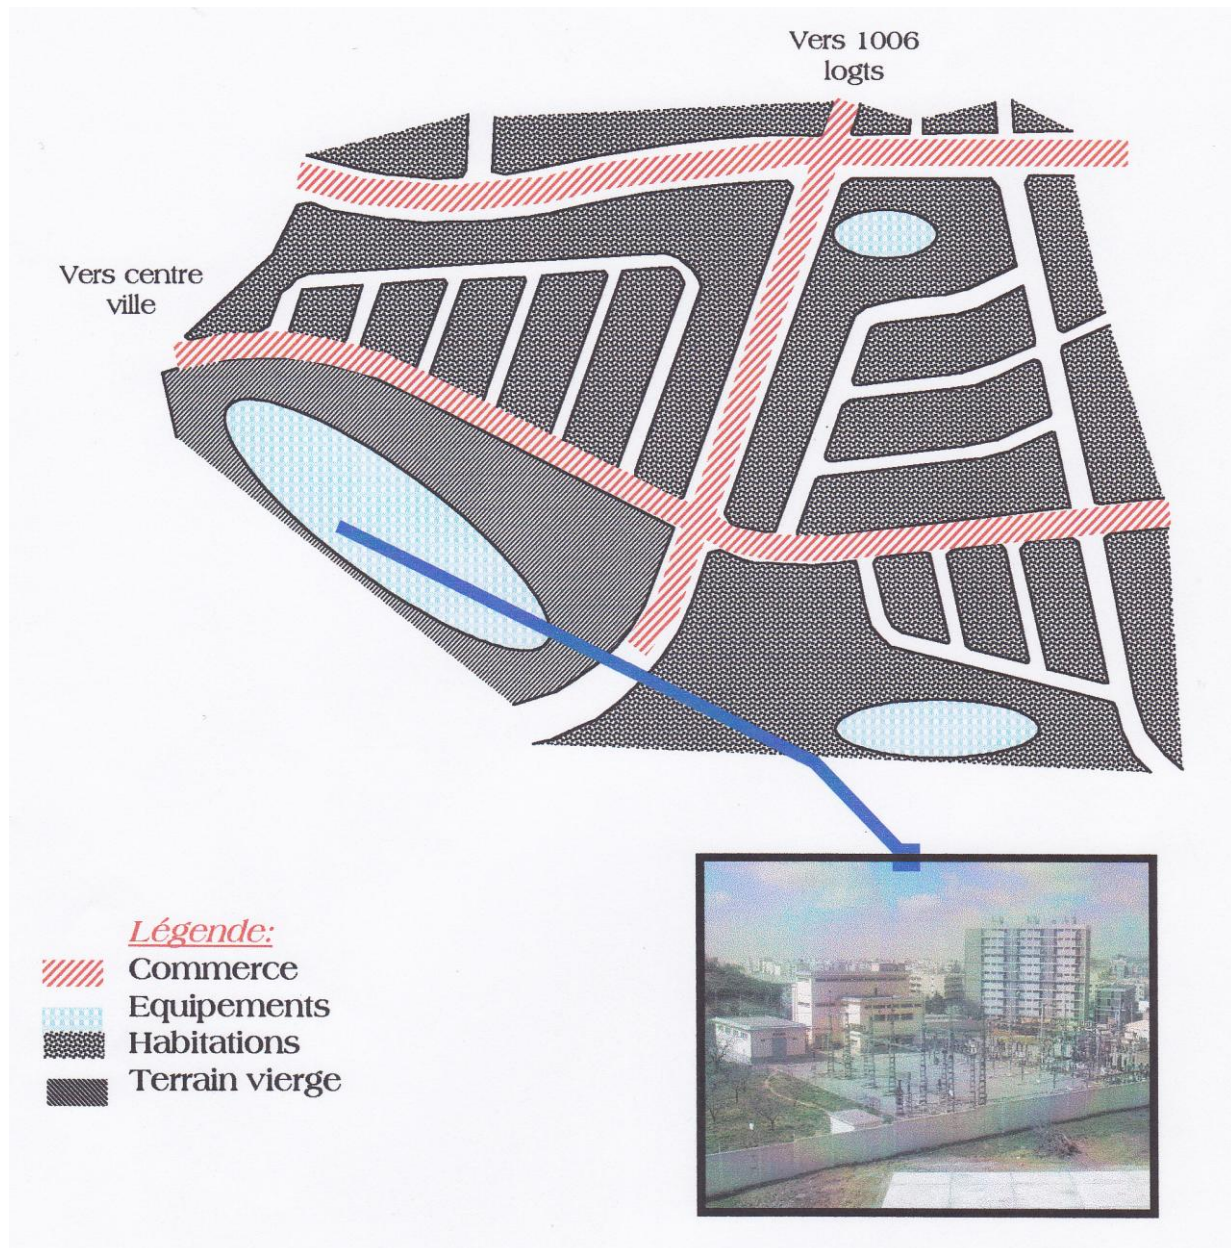 Vers 1006
logts
Vers centre
ville
Légende:
Commerce
Equipements
Habitations
Terrain vierge